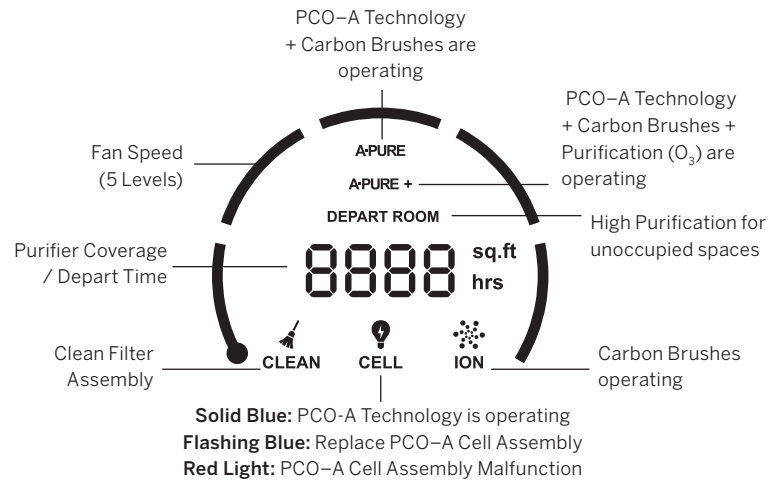 PCO–A Technology
+ Carbon Brushes are
operating
PCO–A Technology
+ Carbon Brushes +
Purification (O₃) are
operating
Fan Speed
(5 Levels)
A•PURE
A•PURE +
DEPART ROOM
High Purification for
unoccupied spaces
Purifier Coverage
/ Depart Time
8888 sq.ft
hrs
Clean Filter
Assembly
CLEAN
CELL
ION
Carbon Brushes
operating
Solid Blue: PCO-A Technology is operating
Flashing Blue: Replace PCO–A Cell Assembly
Red Light: PCO–A Cell Assembly Malfunction